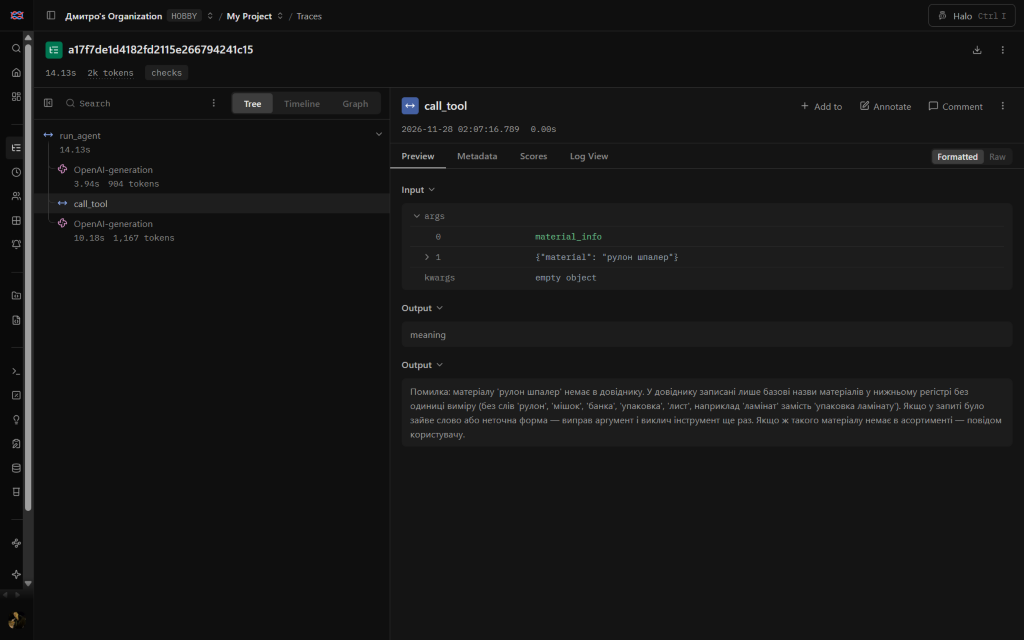 Дмитро's Organization HOBBY / My Project / Traces
Halo Ctrl I
a17f7de1d4182fd2115e266794241c15
14.13s 2k tokens checks
Search
Tree Timeline Graph
run_agent
14.13s
OpenAI-generation
3.94s 904 tokens
call_tool
OpenAI-generation
10.18s 1,167 tokens
call_tool
Add to Annotate Comment
2026-11-28 02:07:16.789 0.00s
Preview Metadata Scores Log View
Formatted Raw
Input
args
0 material_info
1 {"material": "рулон шпалер"}
kwargs empty object
Output
meaning
Output
Помилка: матеріалу 'рулон шпалер' немає в довіднику. У довіднику записані лише базові назви матеріалів у нижньому регістрі без
одиниці виміру (без слів 'рулон', 'мішок', 'банка', 'упаковка', 'лист', наприклад 'ламінат' замість 'упаковка ламінату'). Якщо у запиті було
зайве слово або неточна форма — виправ аргумент і виклич інструмент ще раз. Якщо ж такого матеріалу немає в асортименті — повідом
користувачу.